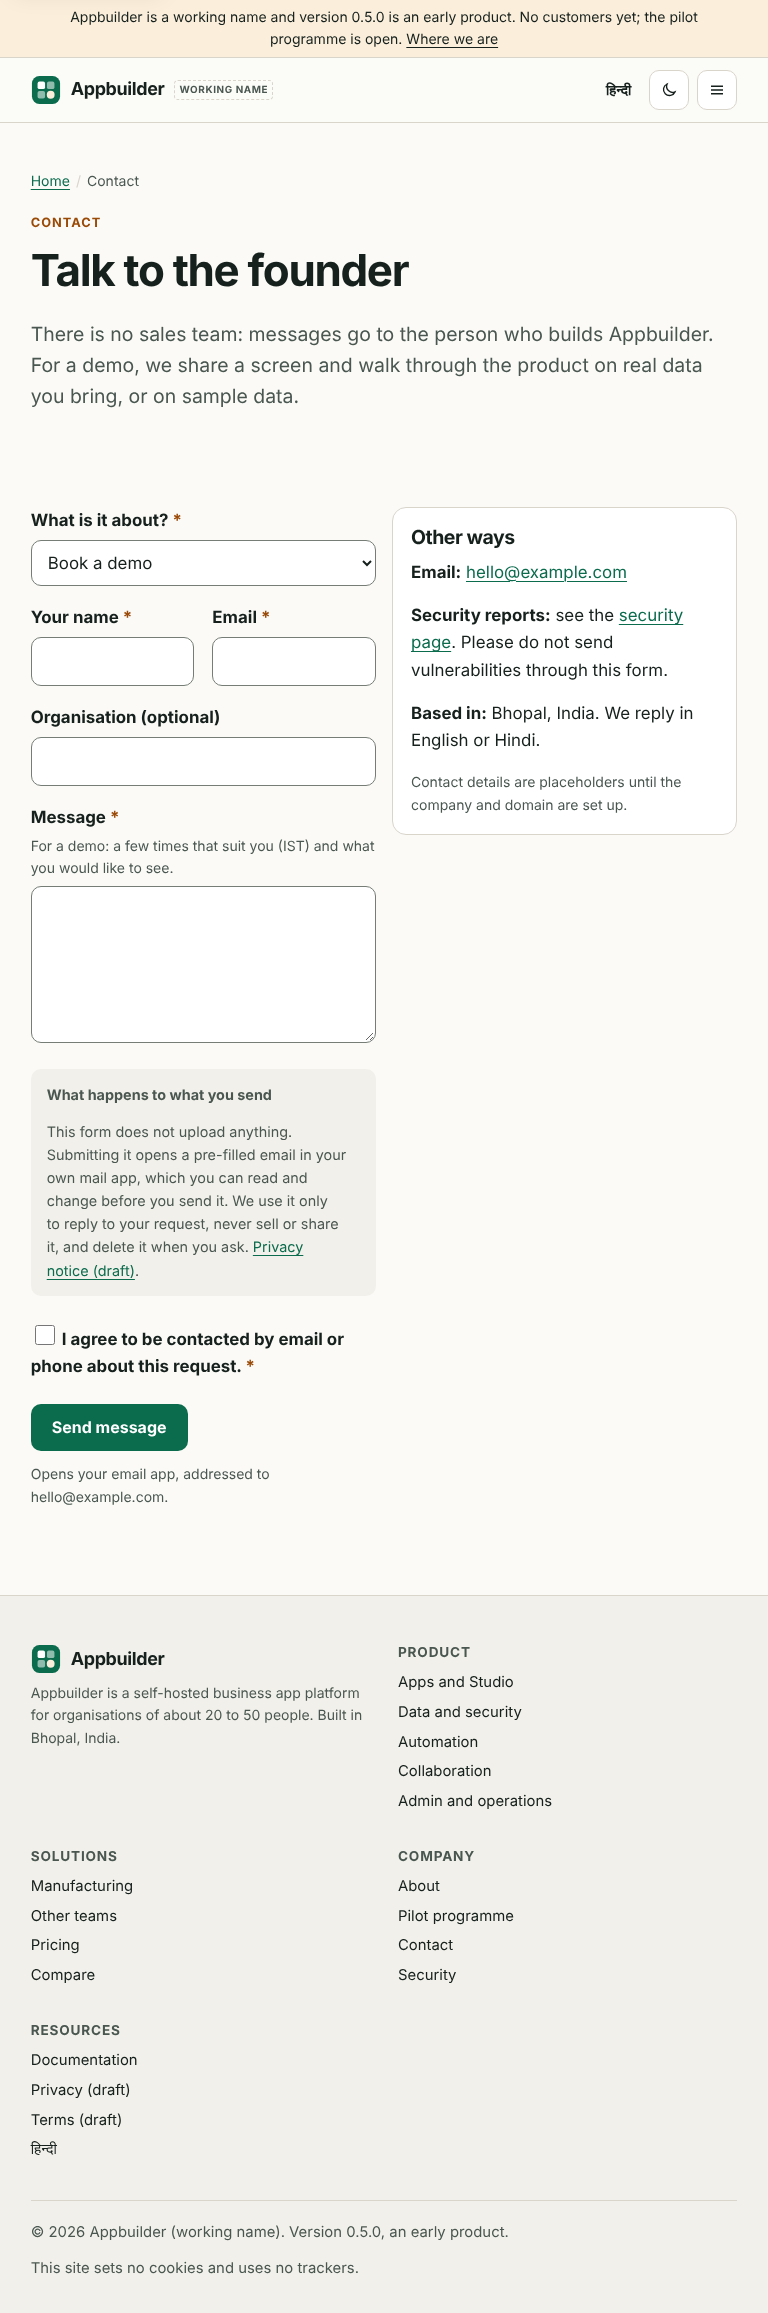 Appbuilder is a working name and version 0.5.0 is an early product. No customers yet; the pilot
programme is open. Where we are
Appbuilder WORKING NAME हिन्दी
Home / Contact
CONTACT
Talk to the founder
There is no sales team: messages go to the person who builds Appbuilder.
For a demo, we share a screen and walk through the product on real data
you bring, or on sample data.
What is it about? *
Book a demo
Your name * Email *
Organisation (optional)
Message *
For a demo: a few times that suit you (IST) and what
you would like to see.
What happens to what you send
This form does not upload anything.
Submitting it opens a pre-filled email in your
own mail app, which you can read and
change before you send it. We use it only
to reply to your request, never sell or share
it, and delete it when you ask. Privacy
notice (draft).
I agree to be contacted by email or
phone about this request. *
Send message
Opens your email app, addressed to
hello@example.com.
Other ways
Email: hello@example.com
Security reports: see the security
page. Please do not send
vulnerabilities through this form.
Based in: Bhopal, India. We reply in
English or Hindi.
Contact details are placeholders until the
company and domain are set up.
Appbuilder
Appbuilder is a self-hosted business app platform
for organisations of about 20 to 50 people. Built in
Bhopal, India.
PRODUCT
Apps and Studio
Data and security
Automation
Collaboration
Admin and operations
SOLUTIONS
Manufacturing
Other teams
Pricing
Compare
COMPANY
About
Pilot programme
Contact
Security
RESOURCES
Documentation
Privacy (draft)
Terms (draft)
हिन्दी
© 2026 Appbuilder (working name). Version 0.5.0, an early product.
This site sets no cookies and uses no trackers.